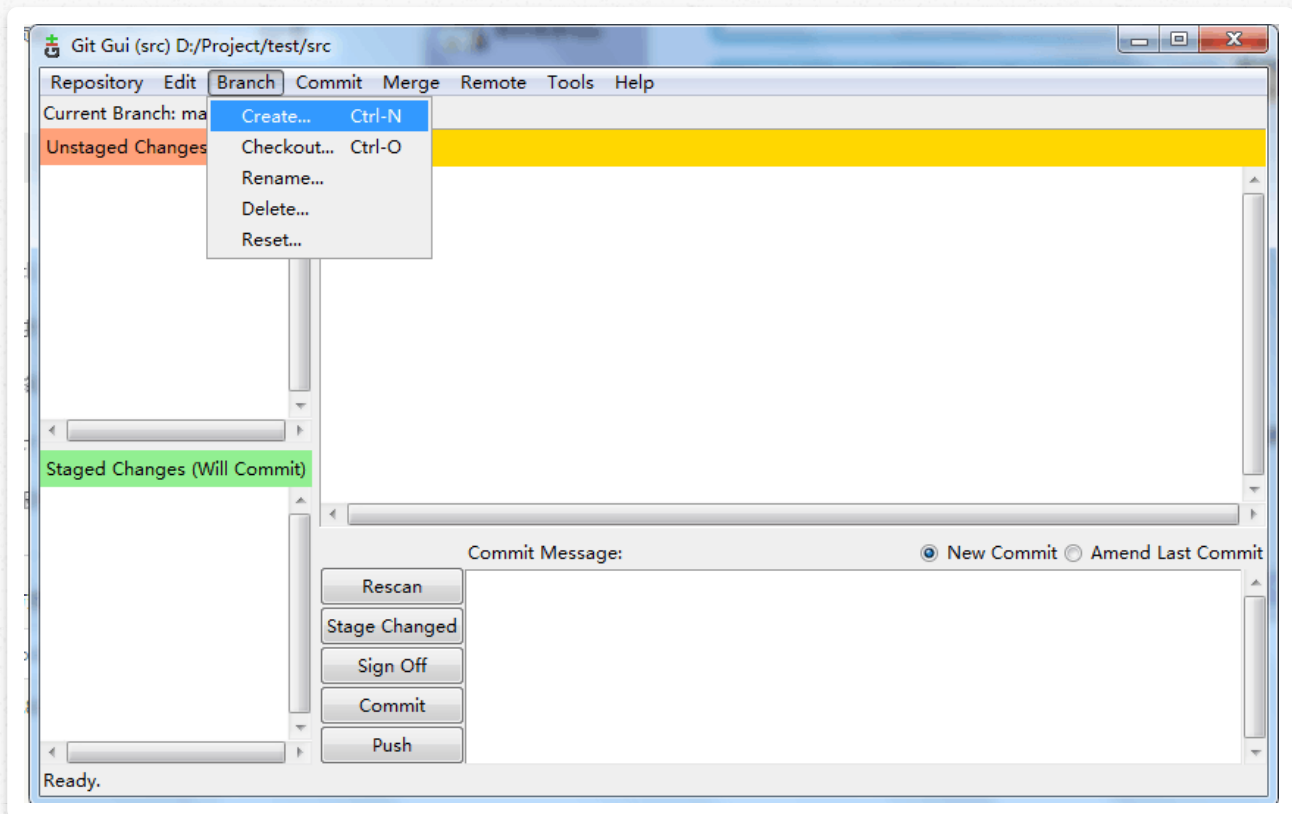 Git Gui (src) D:/Project/test/src
Repository Edit Branch Commit Merge Remote Tools Help
Current Branch: ma
Create... Ctrl-N
Unstaged Changes
Checkout... Ctrl-O
Rename...
Delete...
Reset...
Staged Changes (Will Commit)
Commit Message: New Commit Amend Last Commit
Rescan
Stage Changed
Sign Off
Commit
Push
Ready.